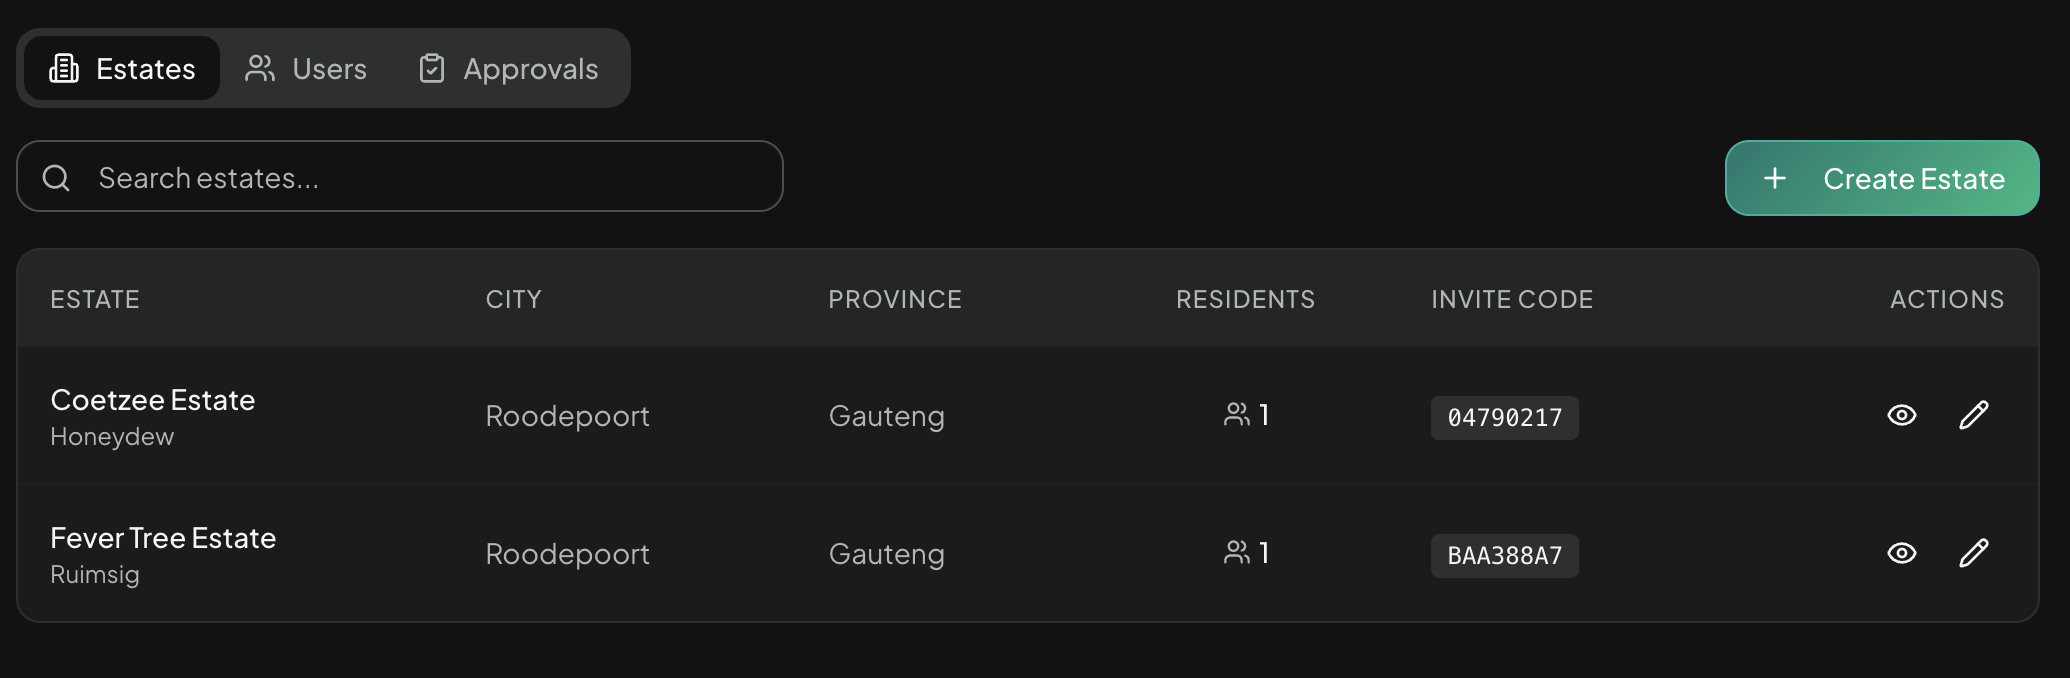 Estates Users Approvals
Search estates...
Create Estate
ESTATE CITY PROVINCE RESIDENTS INVITE CODE ACTIONS
Coetzee Estate
Honeydew
Roodepoort Gauteng 1 04790217
Fever Tree Estate
Ruimsig
Roodepoort Gauteng 1 BAA388A7